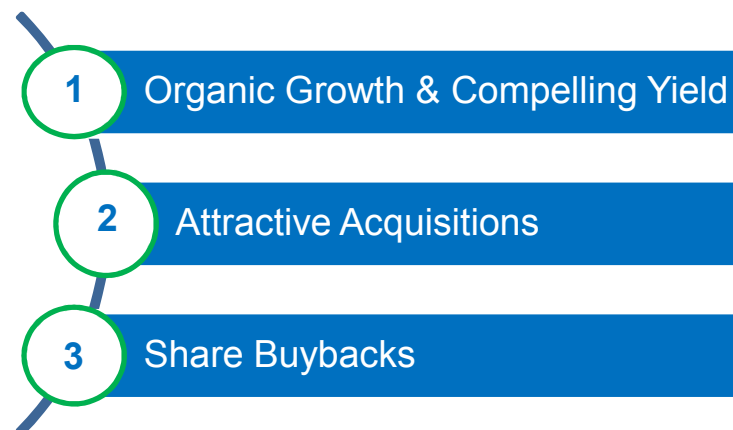 1 Organic Growth & Compelling Yield
2 Attractive Acquisitions
3 Share Buybacks